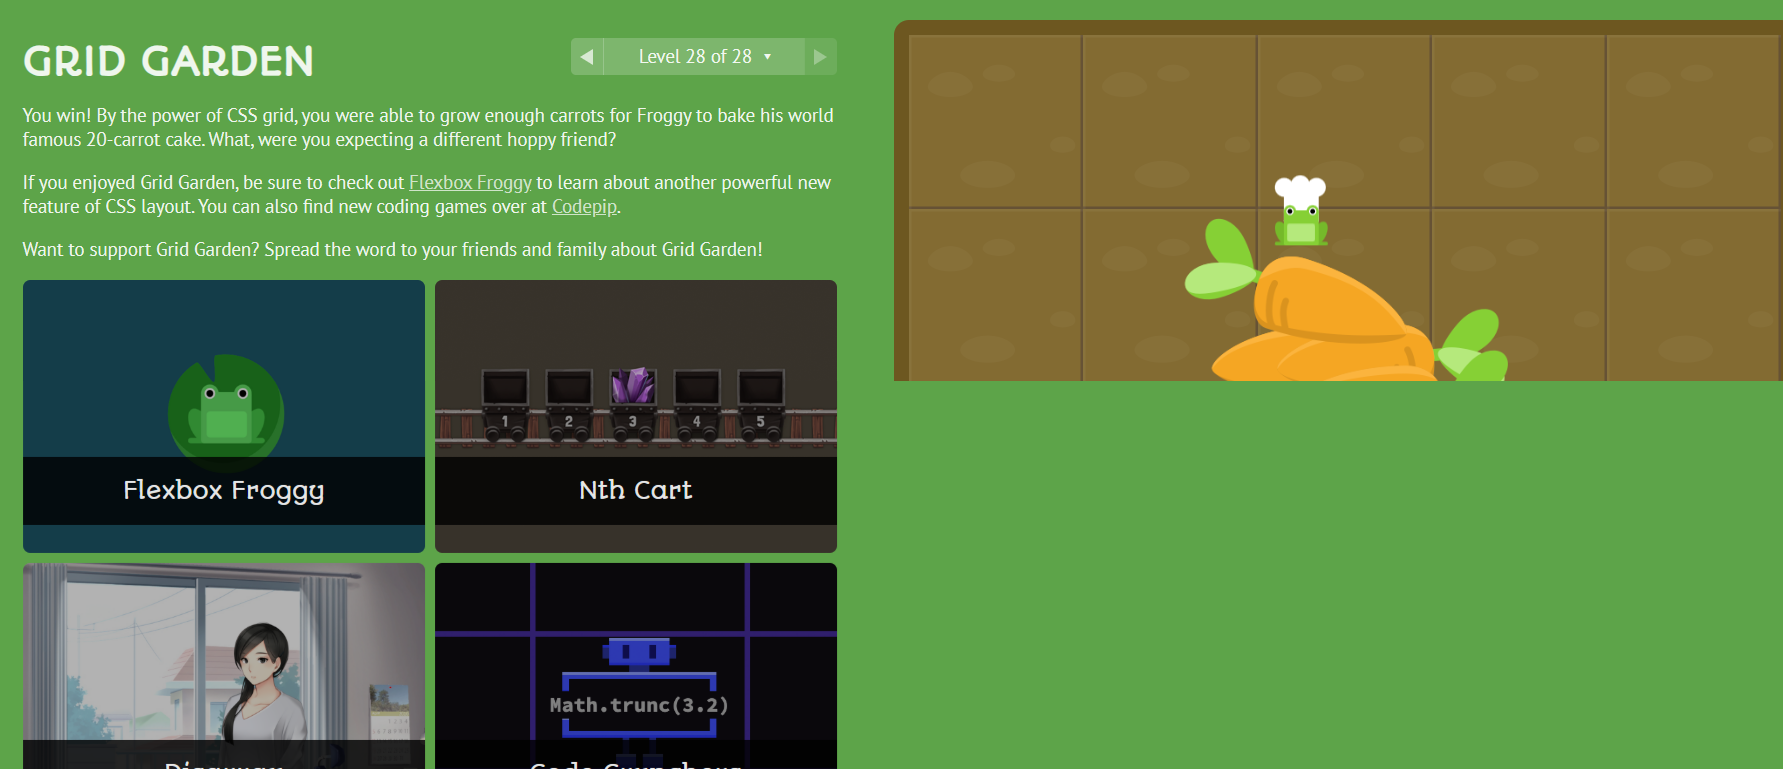 GRID GARDEN
Level 28 of 28
You win! By the power of CSS grid, you were able to grow enough carrots for Froggy to bake his world
famous 20-carrot cake. What, were you expecting a different hoppy friend?
If you enjoyed Grid Garden, be sure to check out Flexbox Froggy to learn about another powerful new
feature of CSS layout. You can also find new coding games over at Codepip.
Want to support Grid Garden? Spread the word to your friends and family about Grid Garden!
1 2 3 4 5
Flexbox Froggy
Nth Cart
Math.trunc(3.2)